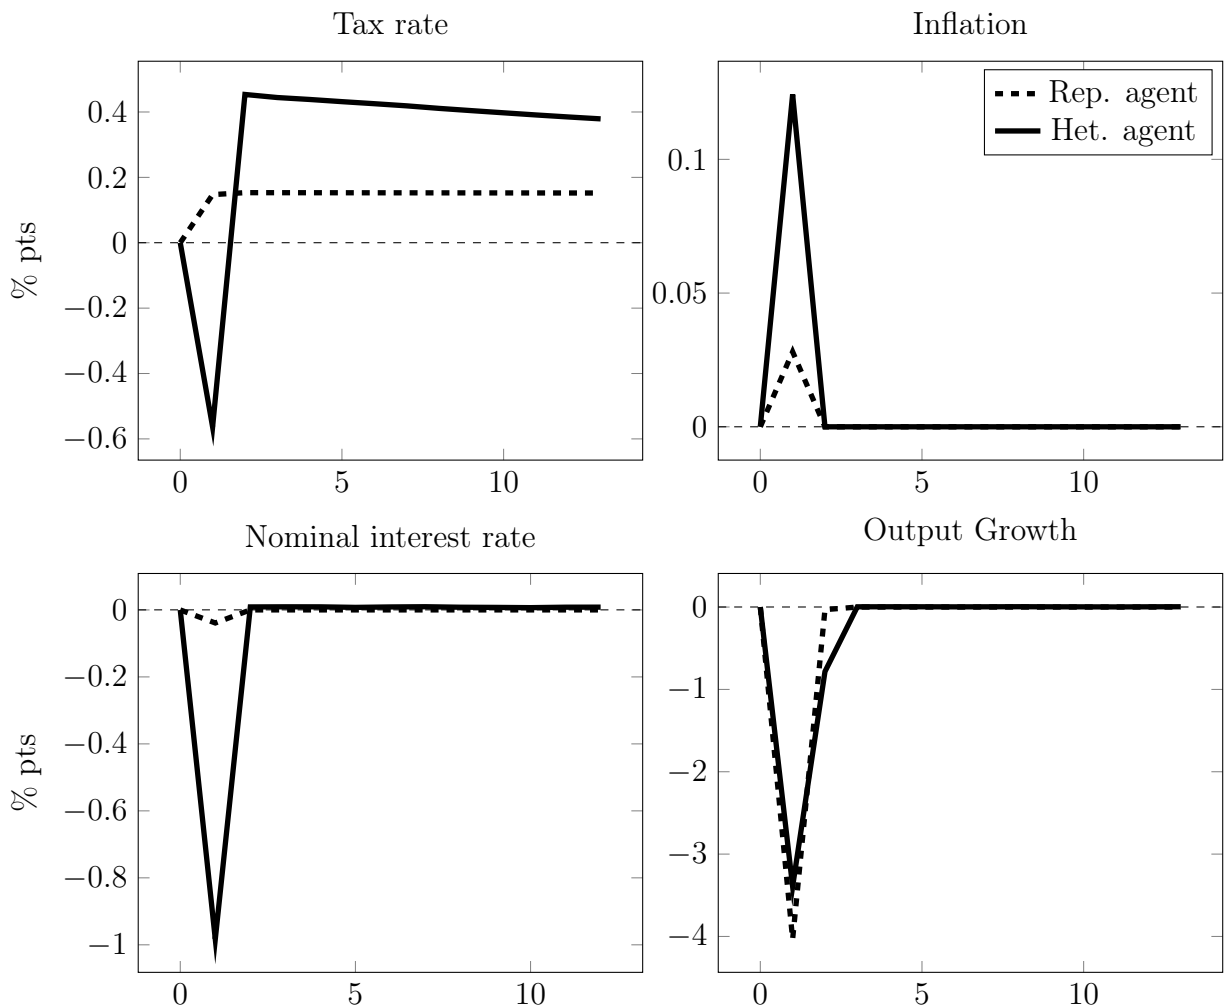 Tax rate
0.4
0.2
0
−0.2
−0.4
−0.6
% pts
0 5 10
Inflation
Rep. agent
Het. agent
0.1
0.05
0
0 5 10
Nominal interest rate
0
−0.2
−0.4
−0.6
−0.8
−1
% pts
0 5 10
Output Growth
0
−1
−2
−3
−4
0 5 10